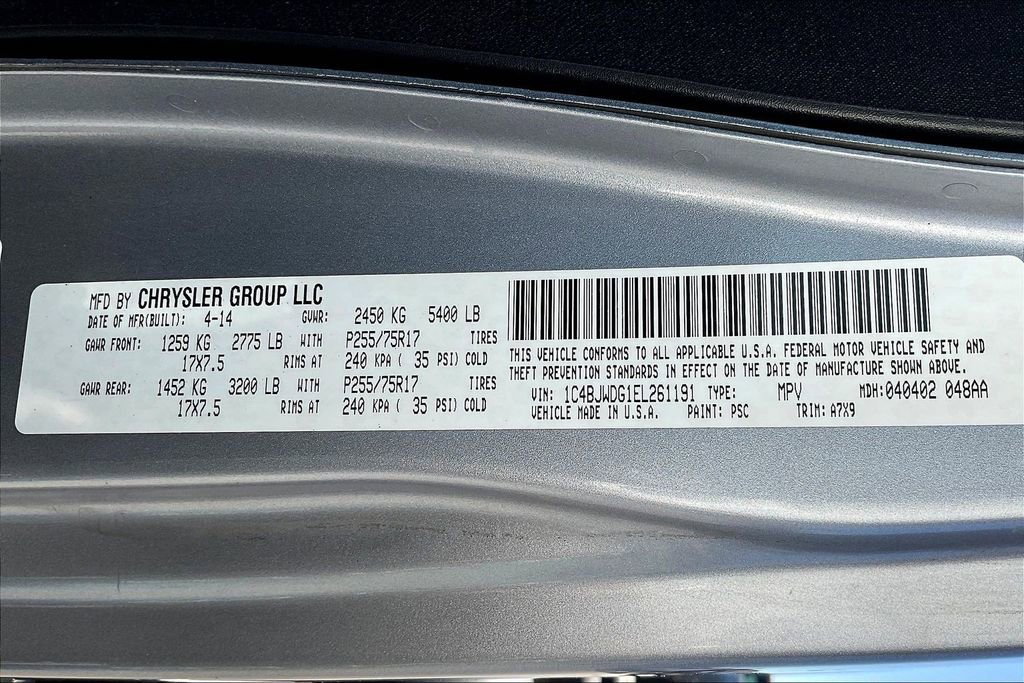 MFD BY CHRYSLER GROUP LLC
DATE OF MFR(BUILT): 4-14 GVWR: 2450 KG 5400 LB
GAWR FRONT: 1259 KG 2775 LB WITH P255/75R17 TIRES
17X7.5 RIMS AT 240 KPA ( 35 PSI) COLD
GAWR REAR: 1452 KG 3200 LB WITH P255/75R17 TIRES
17X7.5 RIMS AT 240 KPA ( 35 PSI) COLD
THIS VEHICLE CONFORMS TO ALL APPLICABLE U.S.A. FEDERAL MOTOR VEHICLE SAFETY AND
THEFT PREVENTION STANDARDS IN EFFECT ON THE DATE OF MANUFACTURE SHOWN ABOVE.
VIN: 1C4BJWDG1EL261191 TYPE: MPV MDH:040402 048AA
VEHICLE MADE IN U.S.A. PAINT: PSC TRIM: A7X9